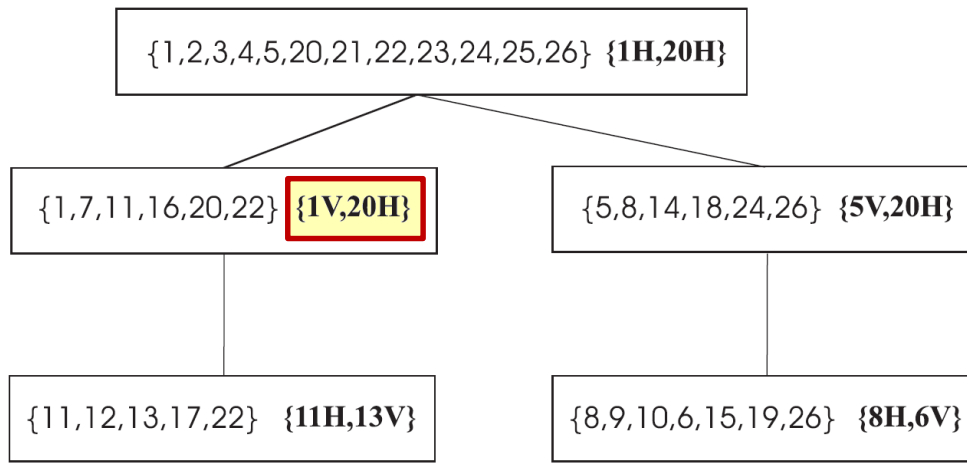 {1,2,3,4,5,20,21,22,23,24,25,26} {1H,20H}
{1,7,11,16,20,22} {1V,20H}
{5,8,14,18,24,26} {5V,20H}
{11,12,13,17,22} {11H,13V}
{8,9,10,6,15,19,26} {8H,6V}